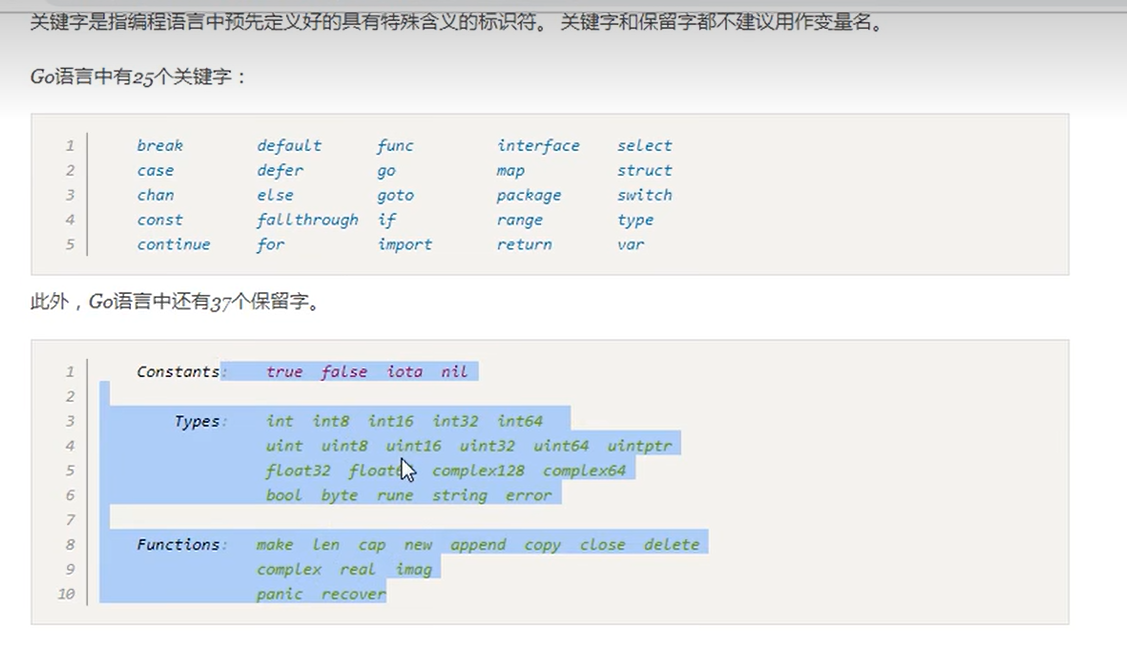 关键字是指编程语言中预先定义好的具有特殊含义的标识符。 关键字和保留字都不建议用作变量名。
Go语言中有25个关键字：
1 break default func interface select
2 case defer go map struct
3 chan else goto package switch
4 const fallthrough if range type
5 continue for import return var
此外，Go语言中还有37个保留字。
1 Constants: true false iota nil
2
3 Types: int int8 int16 int32 int64
4 uint uint8 uint16 uint32 uint64 uintptr
5 float32 complex128 complex64
6 bool byte rune string error
7
8 Functions: make len cap new append copy close delete
9 complex real imag
10 panic recover